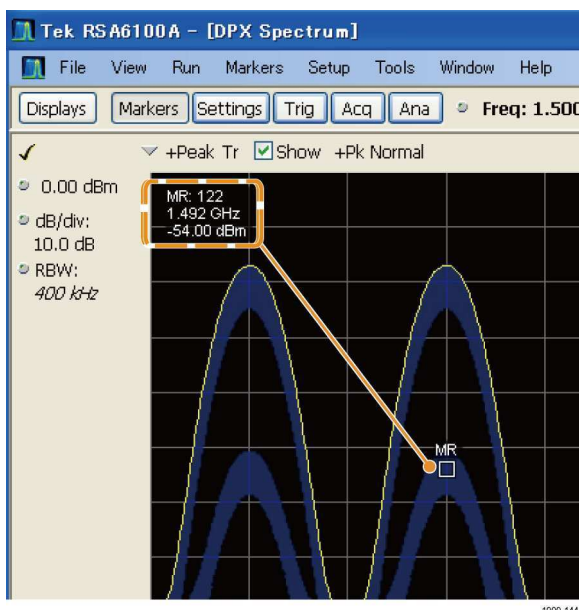 Tek RSA6100A - [DPX Spectrum]
File View Run Markers Setup Tools Window Help
Displays Markers Settings Trig Acq Ana Freq: 1.500
+Peak Tr Show +Pk Normal
0.00 dBm
dB/div:
10.0 dB
RBW:
400 kHz
MR: 122
1.492 GHz
-54.00 dBm
MR